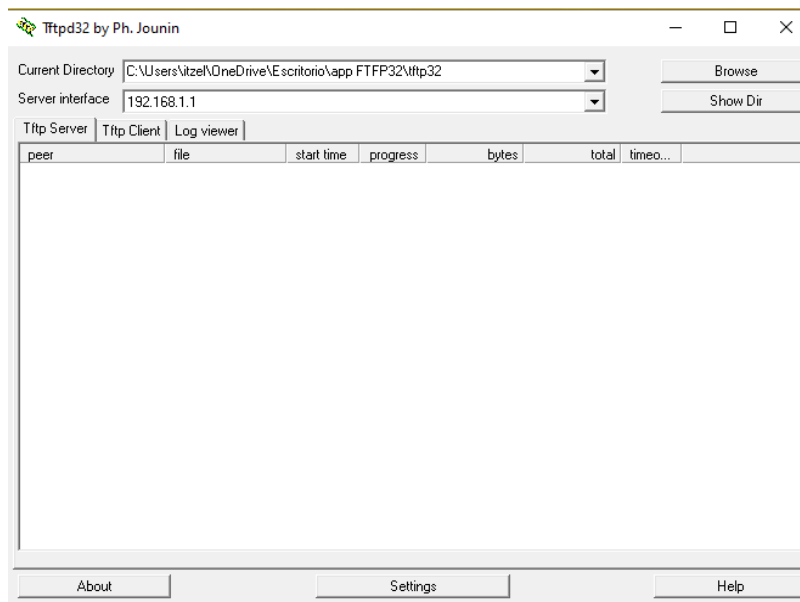 Tftpd32 by Ph. Jounin
Current Directory C:\Users\itzel\OneDrive\Escritorio\app FTFP32\tftp32 Browse
Server interface 192.168.1.1 Show Dir
Tftp Server Tftp Client Log viewer
peer file start time progress bytes total timeo...
About Settings Help